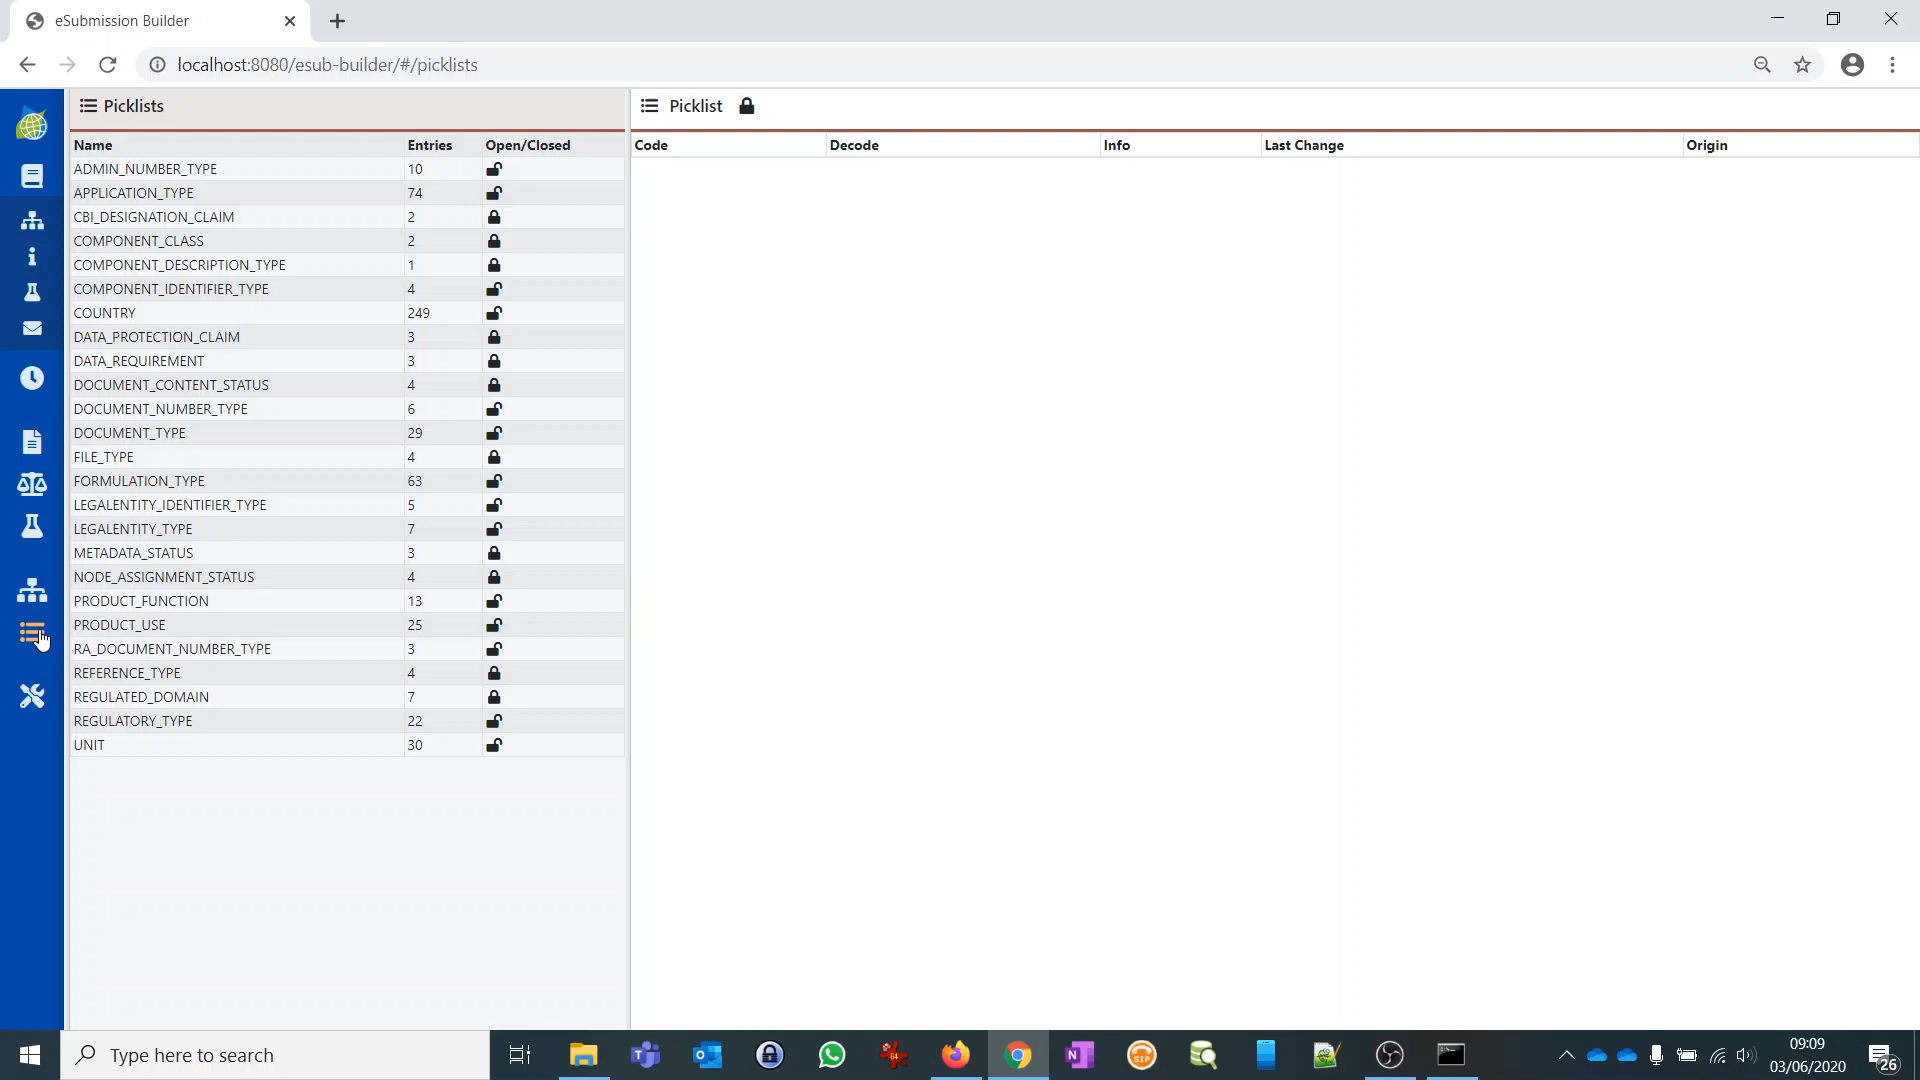 eSubmission Builder
localhost:8080/esub-builder/#/picklists
Picklists
Picklist
Name Entries Open/Closed
Code Decode Info Last Change Origin
ADMIN_NUMBER_TYPE 10
APPLICATION_TYPE 74
CBI_DESIGNATION_CLAIM 2
COMPONENT_CLASS 2
COMPONENT_DESCRIPTION_TYPE 1
COMPONENT_IDENTIFIER_TYPE 4
COUNTRY 249
DATA_PROTECTION_CLAIM 3
DATA_REQUIREMENT 3
DOCUMENT_CONTENT_STATUS 4
DOCUMENT_NUMBER_TYPE 6
DOCUMENT_TYPE 29
FILE_TYPE 4
FORMULATION_TYPE 63
LEGALENTITY_IDENTIFIER_TYPE 5
LEGALENTITY_TYPE 7
METADATA_STATUS 3
NODE_ASSIGNMENT_STATUS 4
PRODUCT_FUNCTION 13
PRODUCT_USE 25
RA_DOCUMENT_NUMBER_TYPE 3
REFERENCE_TYPE 4
REGULATED_DOMAIN 7
REGULATORY_TYPE 22
UNIT 30
Type here to search
64
N
SIP
09:09
03/06/2020
26